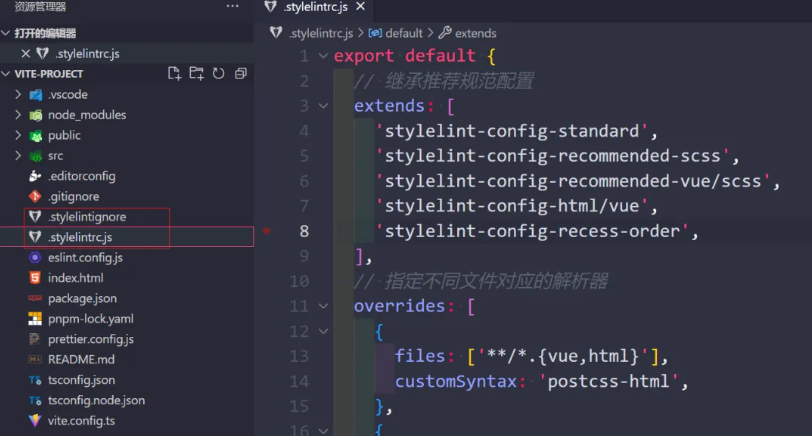 资源管理器 ···
打开的编辑器
.stylelintrc.js
VITE-PROJECT
.vscode
node_modules
public
src
.editorconfig
.gitignore
.stylelintignore
.stylelintrc.js
eslint.config.js
index.html
package.json
pnpm-lock.yaml
prettier.config.js
README.md
tsconfig.json
tsconfig.node.json
vite.config.ts
.stylelintrc.js
.stylelintrc.js > default > extends
1 export default {
2 // 继承推荐规范配置
3 extends: [
4 'stylelint-config-standard',
5 'stylelint-config-recommended-scss',
6 'stylelint-config-recommended-vue/scss',
7 'stylelint-config-html/vue',
8 'stylelint-config-recess-order',
9 ],
10 // 指定不同文件对应的解析器
11 overrides: [
12 {
13 files: ['**/*.{vue,html}'],
14 customSyntax: 'postcss-html',
15 },
16 {